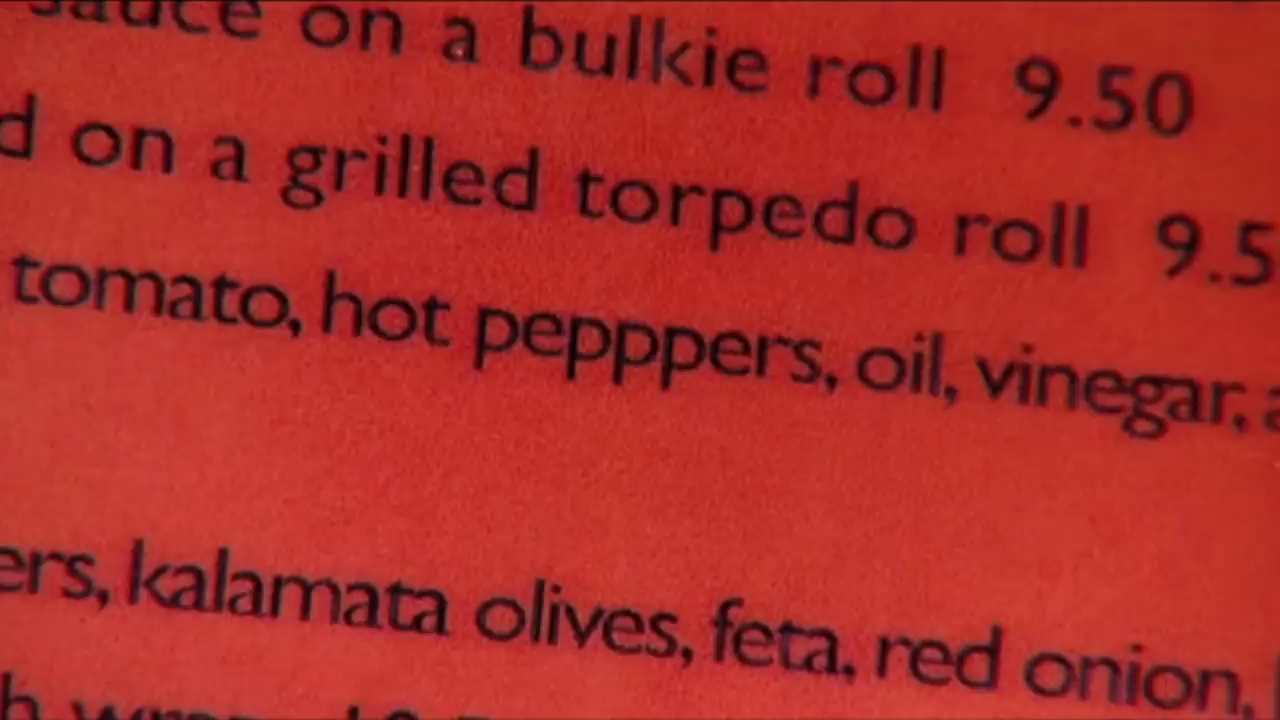 sauce on a bulkie roll 9.50
d on a grilled torpedo roll 9.5
tomato, hot pepppers, oil, vinegar, a
ers, kalamata olives, feta, red onion,